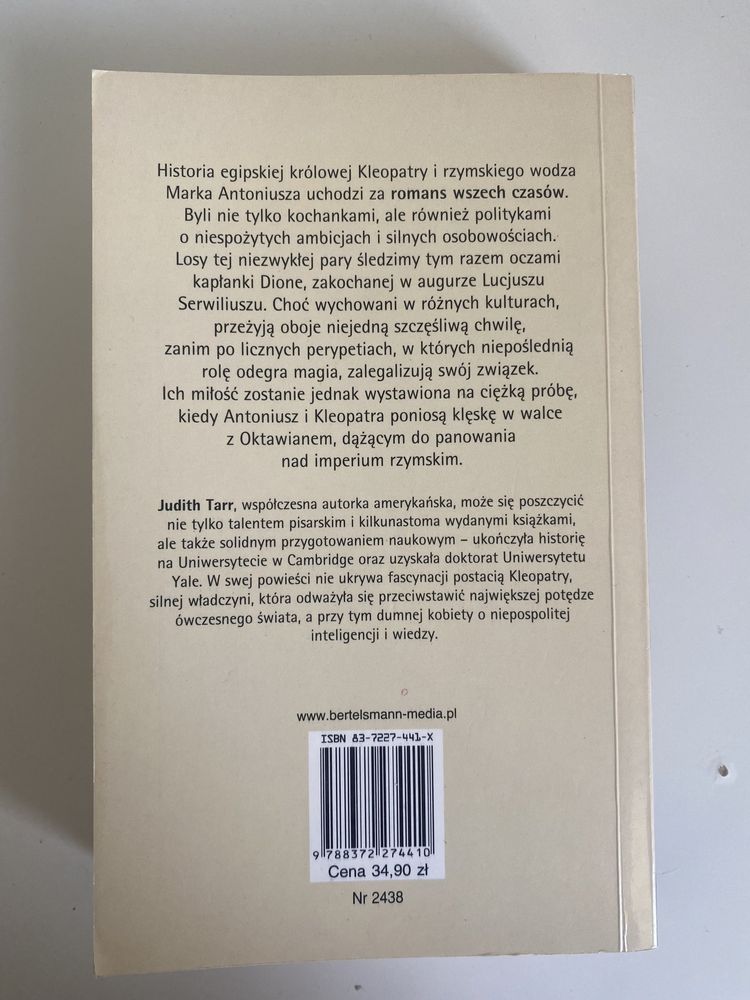 Historia egipskiej królowej Kleopatry i rzymskiego wodza
Marka Antoniusza uchodzi za romans wszech czasów.
Byli nie tylko kochankami, ale również politykami
o niespożytych ambicjach i silnych osobowościach.
Losy tej niezwykłej pary śledzimy tym razem oczami
kapłanki Dione, zakochanej w augurze Lucjuszu
Serwiliuszu. Choć wychowani w różnych kulturach,
przeżyją oboje niejedną szczęśliwą chwilę,
zanim po licznych perypetiach, w których niepoślednią
rolę odegra magia, zalegalizują swój związek.
Ich miłość zostanie jednak wystawiona na ciężką próbę,
kiedy Antoniusz i Kleopatra poniosą klęskę w walce
z Oktawianem, dążącym do panowania
nad imperium rzymskim.
Judith Tarr, współczesna autorka amerykańska, może się poszczycić
nie tylko talentem pisarskim i kilkunastoma wydanymi książkami,
ale także solidnym przygotowaniem naukowym – ukończyła historię
na Uniwersytecie w Cambridge oraz uzyskała doktorat Uniwersytetu
Yale. W swej powieści nie ukrywa fascynacji postacią Kleopatry,
silnej władczyni, która odważyła się przeciwstawić największej potędze
ówczesnego świata, a przy tym dumnej kobiety o niepospolitej
inteligencji i wiedzy.
www.bertelsmann-media.pl
ISBN 83-7227-441-X
9 788372 274410
Cena 34,90 zł
Nr 2438